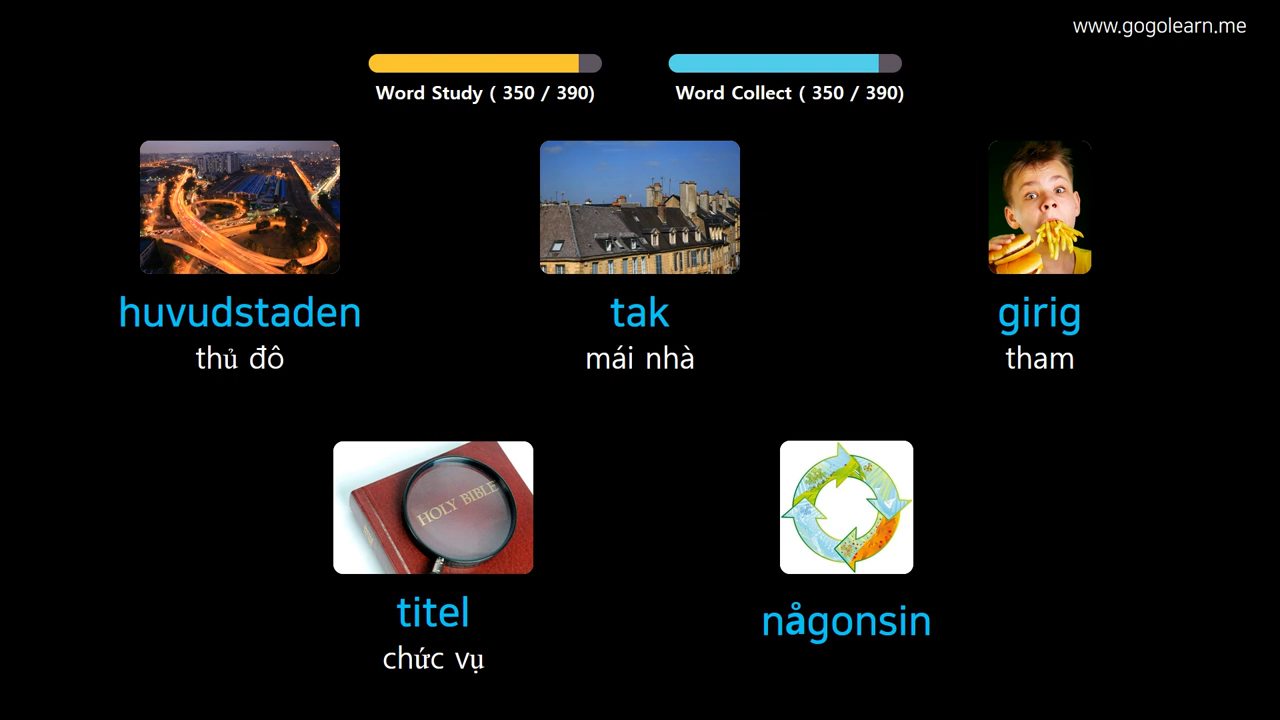 www.gogolearn.me
Word Study ( 350 / 390)
Word Collect ( 350 / 390)
huvudstaden
thủ đô
tak
mái nhà
girig
tham
HOLY BIBLE
titel
chức vụ
någonsin